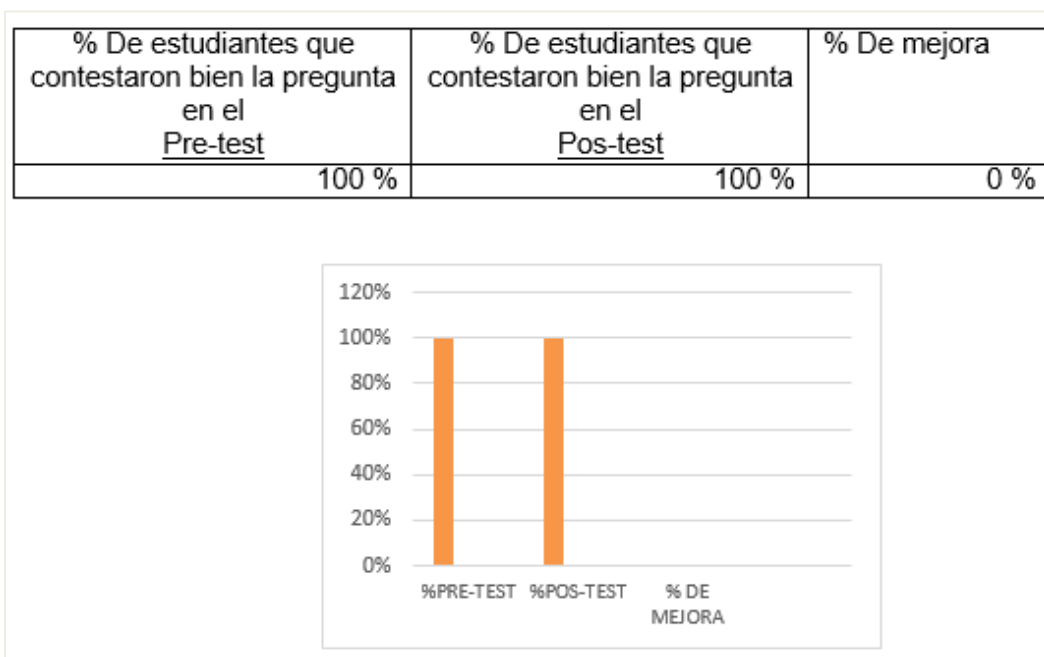 % De estudiantes que
contestaron bien la pregunta
en el
Pre-test
% De estudiantes que
contestaron bien la pregunta
en el
Pos-test
% De mejora
100 %
100 %
0 %
120%
100%
80%
60%
40%
20%
0%
%PRE-TEST
%POS-TEST
% DE
MEJORA